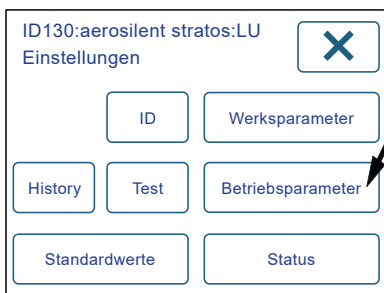 ID130:aerosilent stratos:LU
Einstellungen
ID
Werksparameter
History
Test
Betriebsparameter
Standardwerte
Status